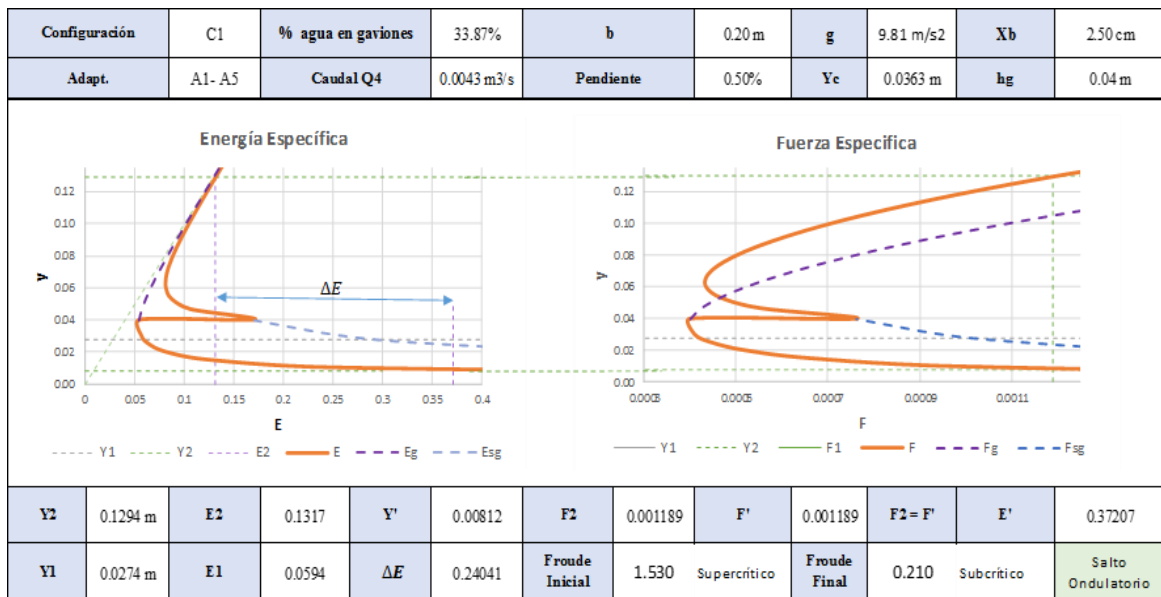 Configuración C1 % agua en gaviones 33.87% b 0.20 m g 9.81 m/s2 Xb 2.50 cm
Adapt. A1- A5 Caudal Q4 0.0043 m3/s Pendiente 0.50% Yc 0.0363 m hg 0.04 m
Energía Específica
0.12
0.10
0.08
0.06
0.04
0.02
0.00
y
ΔE
0 0.05 0.1 0.15 0.2 0.25 0.3 0.35 0.4
E
Y1 Y2 E2 E Eg Esg
Fuerza Especifica
0.12
0.10
0.08
0.06
0.04
0.02
0.00
y
0.0003 0.0005 0.0007 0.0009 0.0011
F
Y1 Y2 F1 F Fg Fsg
Y2 0.1294 m E2 0.1317 Y' 0.00812 F2 0.001189 F' 0.001189 F2 = F' E' 0.37207
Y1 0.0274 m E1 0.0594 ΔE 0.24041 Froude Inicial 1.530 Supercrítico Froude Final 0.210 Subcrítico Salto Ondulatorio